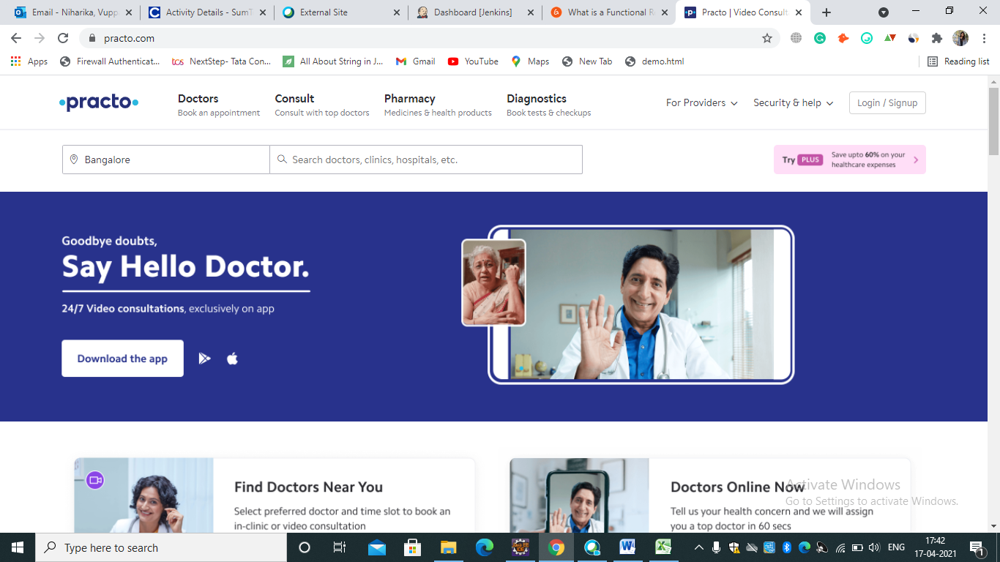 Email - Niharika, Vupp
Activity Details - SumT
External Site
Dashboard [Jenkins]
What is a Functional R
Practo | Video Consult
practo.com
Apps
Firewall Authenticat...
tcs NextStep- Tata Con...
All About String in J...
Gmail
YouTube
Maps
New Tab
demo.html
Reading list
practo
Doctors
Book an appointment
Consult
Consult with top doctors
Pharmacy
Medicines & health products
Diagnostics
Book tests & checkups
For Providers
Security & help
Login / Signup
Bangalore
Search doctors, clinics, hospitals, etc.
Try PLUS
Save upto 60% on your
healthcare expenses
Goodbye doubts,
Say Hello Doctor.
24/7 Video consultations, exclusively on app
Download the app
Find Doctors Near You
Select preferred doctor and time slot to book an
in-clinic or video consultation
Doctors Online Now
Tell us your health concern and we will assign
you a top doctor in 60 secs
Activate Windows
Go to Settings to activate Windows.
Type here to search
ENG
17:42
17-04-2021
1